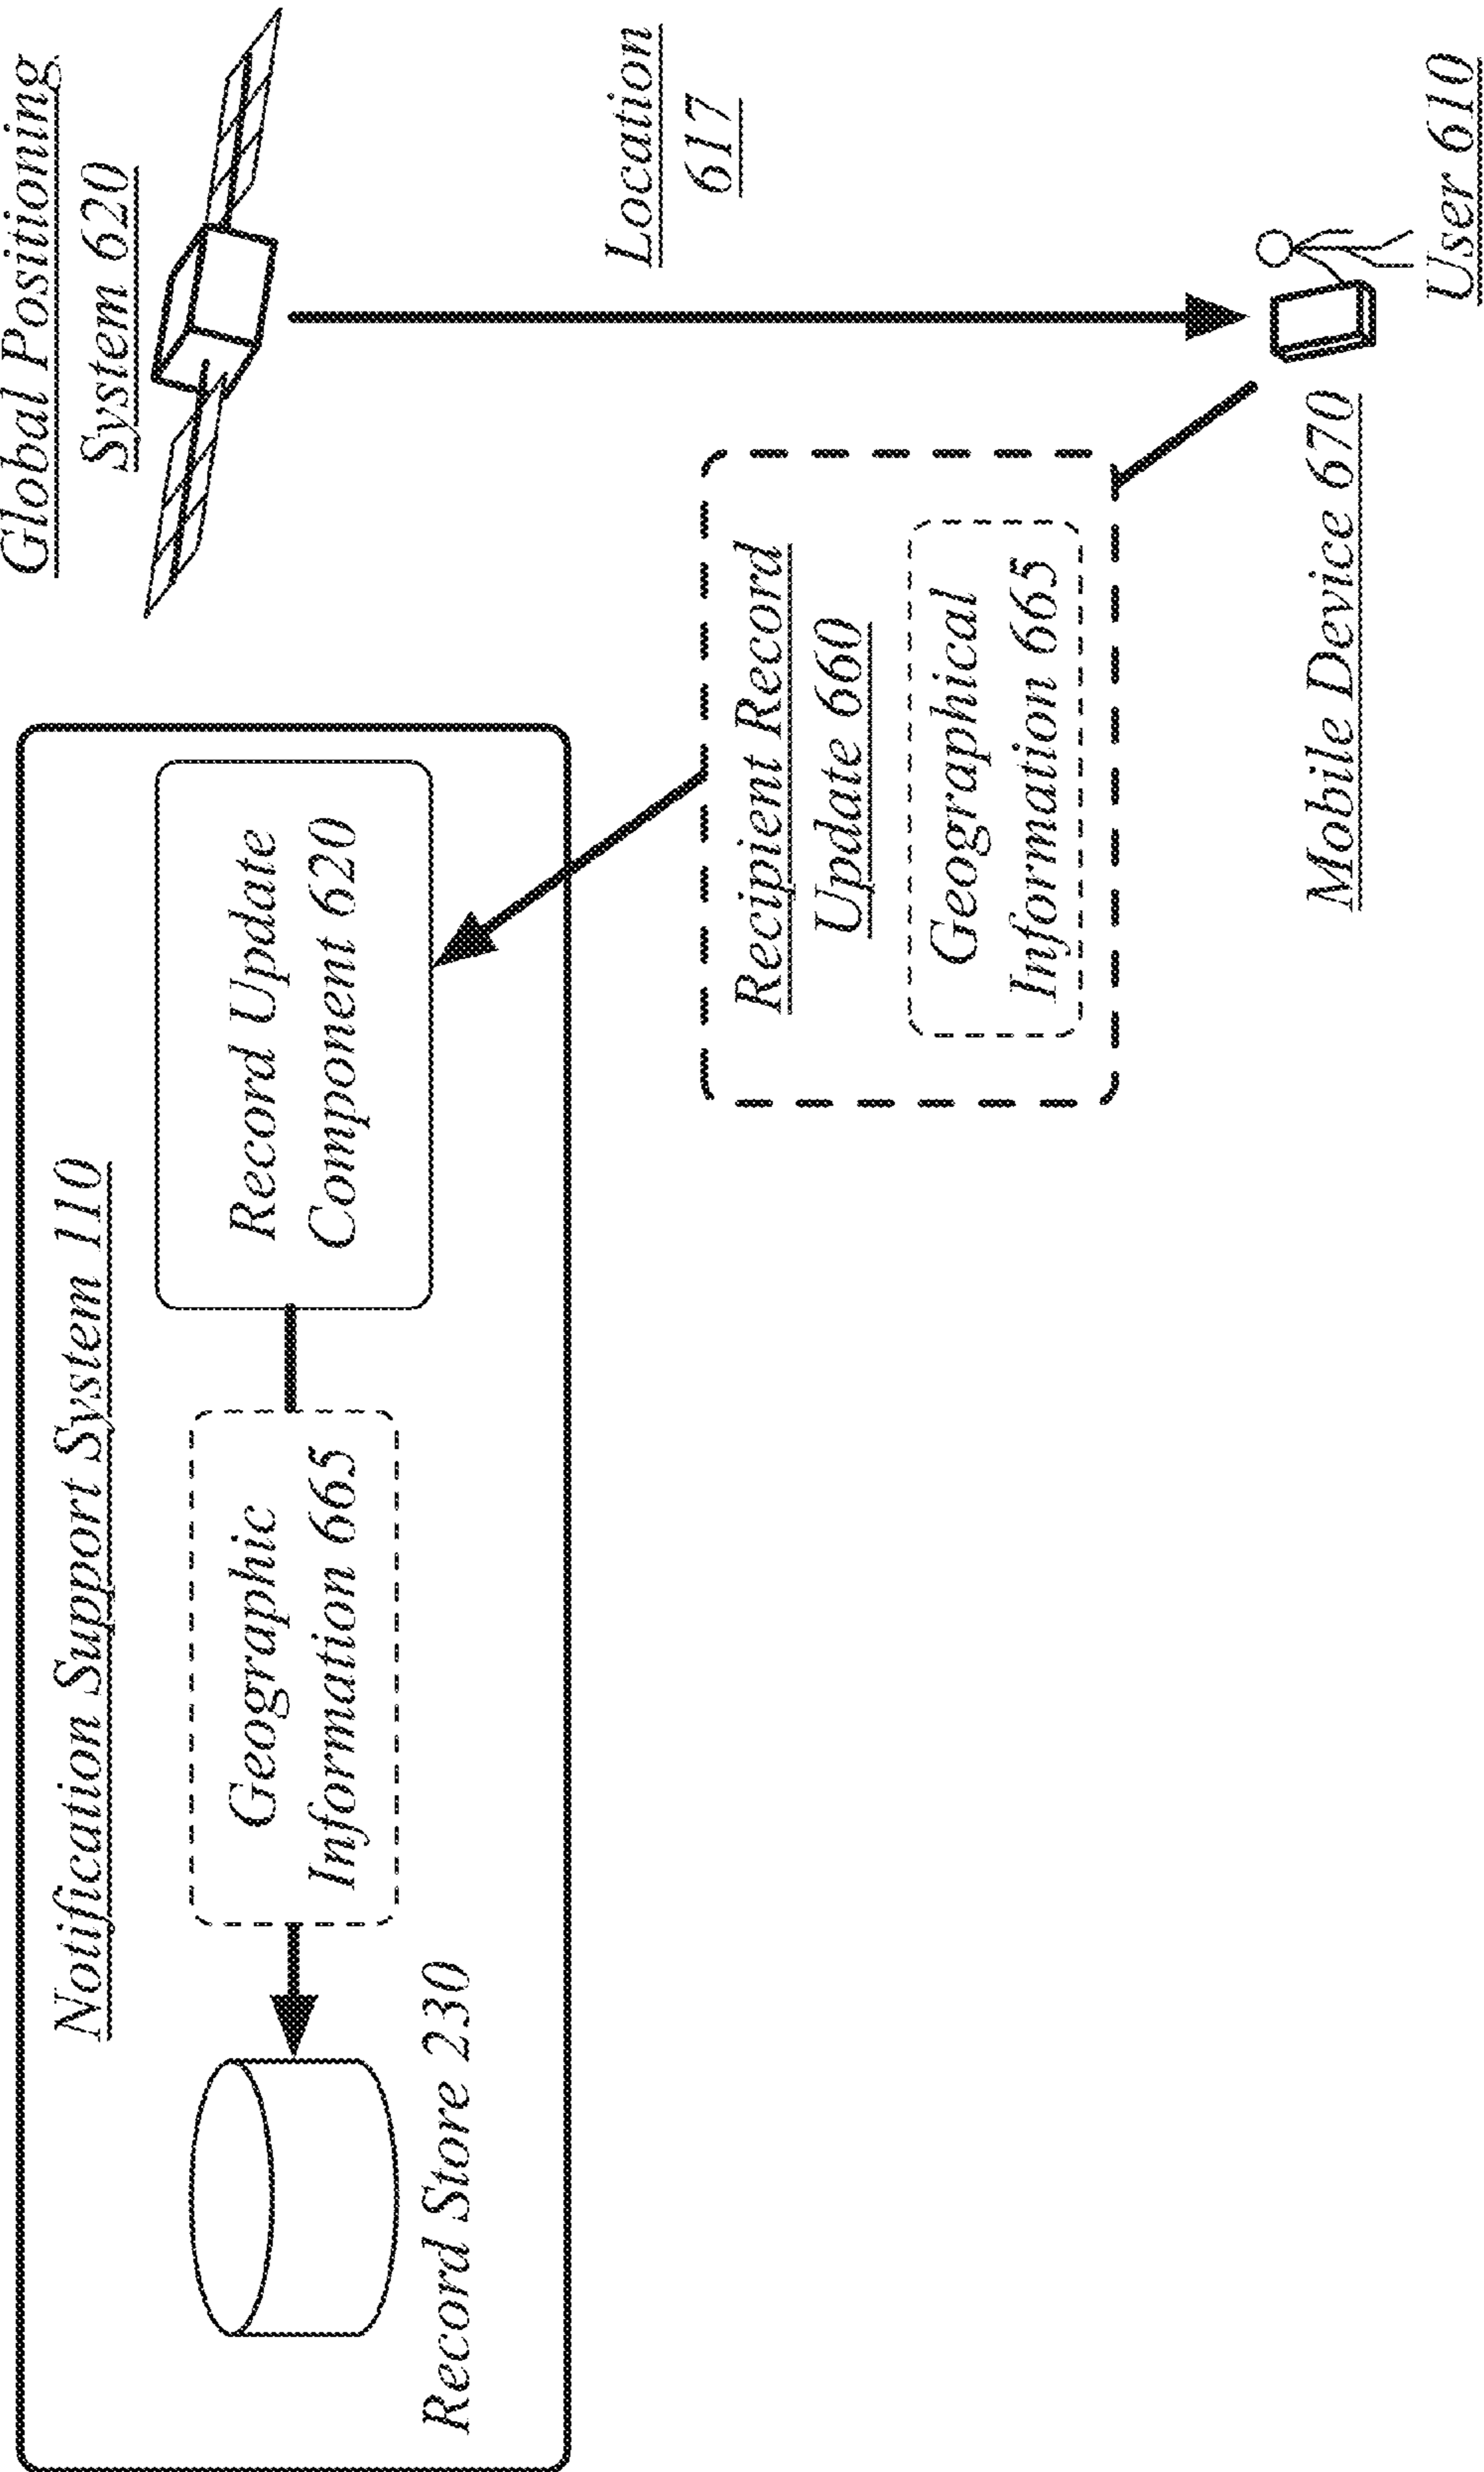 Notification Support System 110
Record Store 230
Geographic
Information 665
Record Update
Component 620
Global Positioning
System 620
Location
617
Recipient Record
Update 660
Geographical
Information 665
Mobile Device 670
User 610